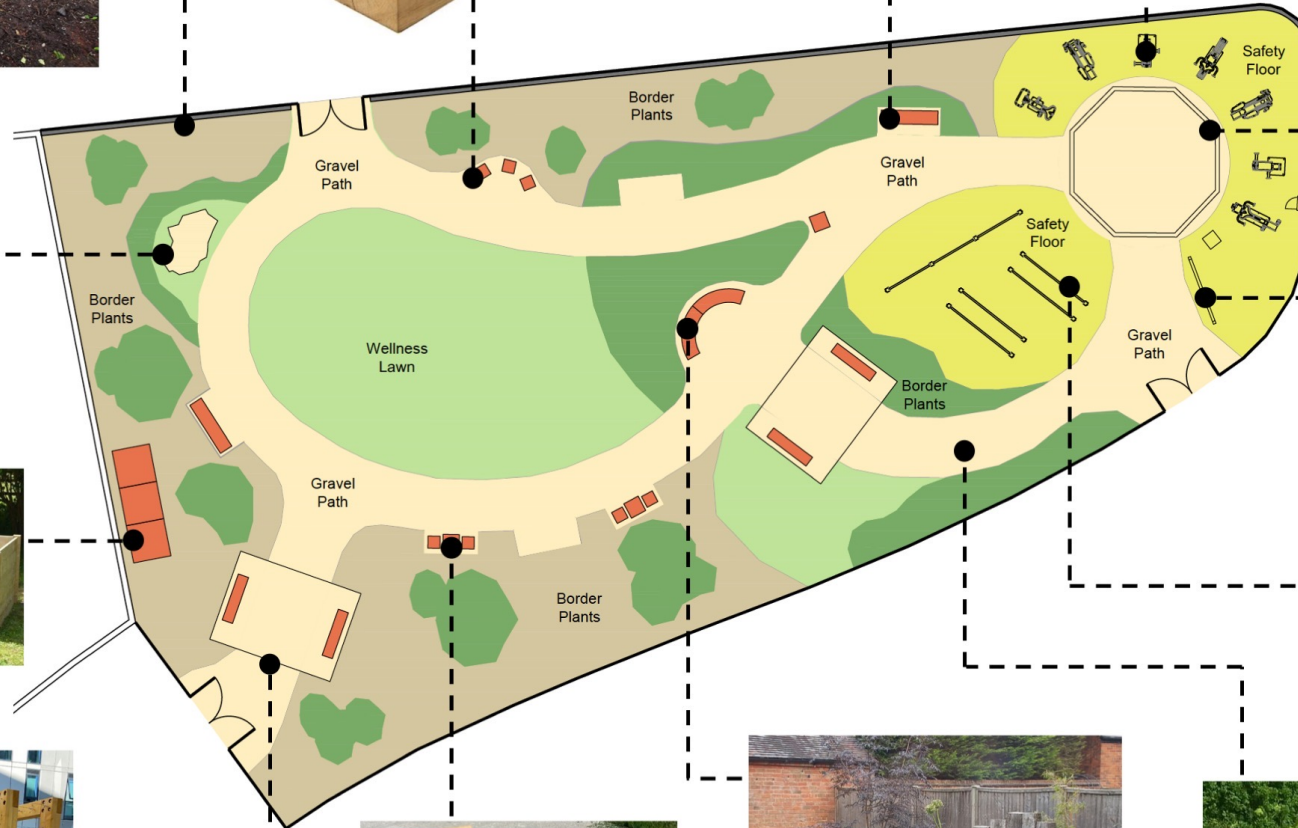 Safety
Floor
Border
Plants
Gravel
Path
Gravel
Path
Safety
Floor
Border
Plants
Wellness
Lawn
Gravel
Path
Border
Plants
Gravel
Path
Border
Plants